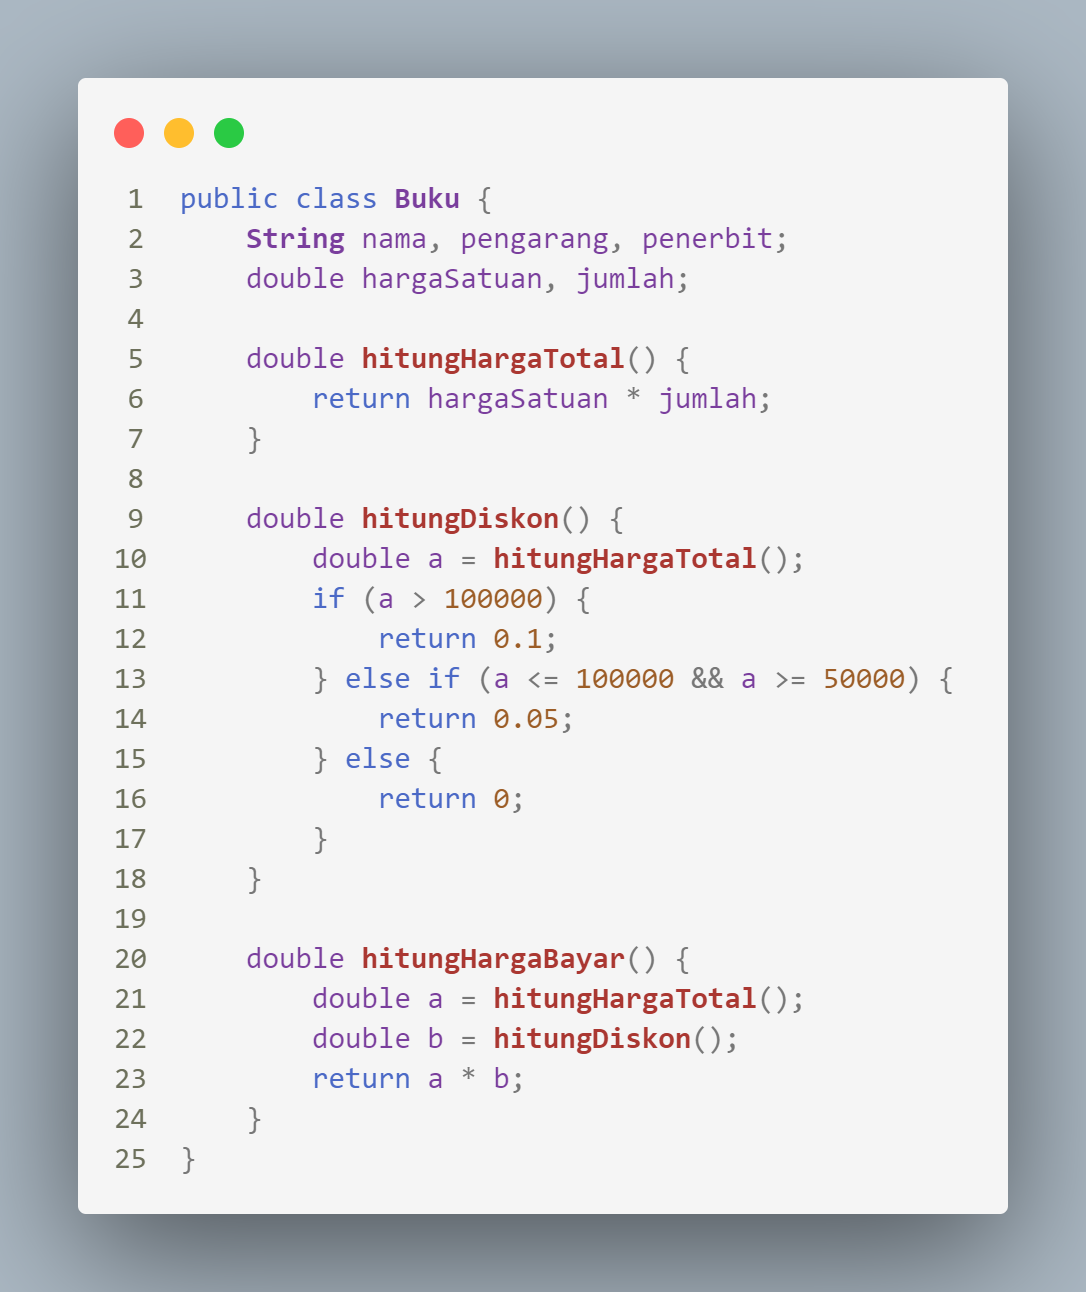 1 public class Buku {
2     String nama, pengarang, penerbit;
3     double hargaSatuan, jumlah;
4
5     double hitungHargaTotal() {
6         return hargaSatuan * jumlah;
7     }
8
9     double hitungDiskon() {
10         double a = hitungHargaTotal();
11         if (a > 100000) {
12             return 0.1;
13         } else if (a <= 100000 && a >= 50000) {
14             return 0.05;
15         } else {
16             return 0;
17         }
18     }
19
20     double hitungHargaBayar() {
21         double a = hitungHargaTotal();
22         double b = hitungDiskon();
23         return a * b;
24     }
25 }